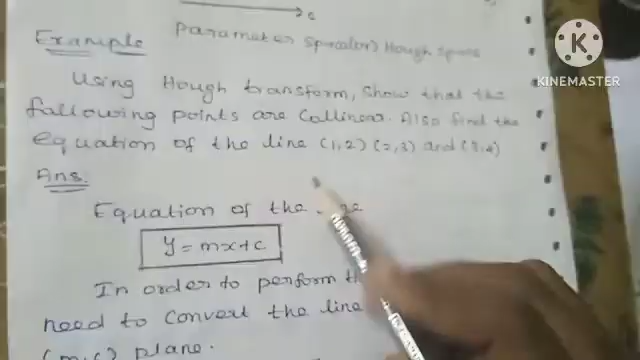 c
Example Parameter Space (or) Hough Space
KINEMASTER
Using Hough transform, show that the
following points are Collinear. Also find the
equation of the line (1,2) (2,3) and (3,4)
Ans.
Equation of the
y = mx+c
In order to perform
need to convert the line
(m,c) plane.